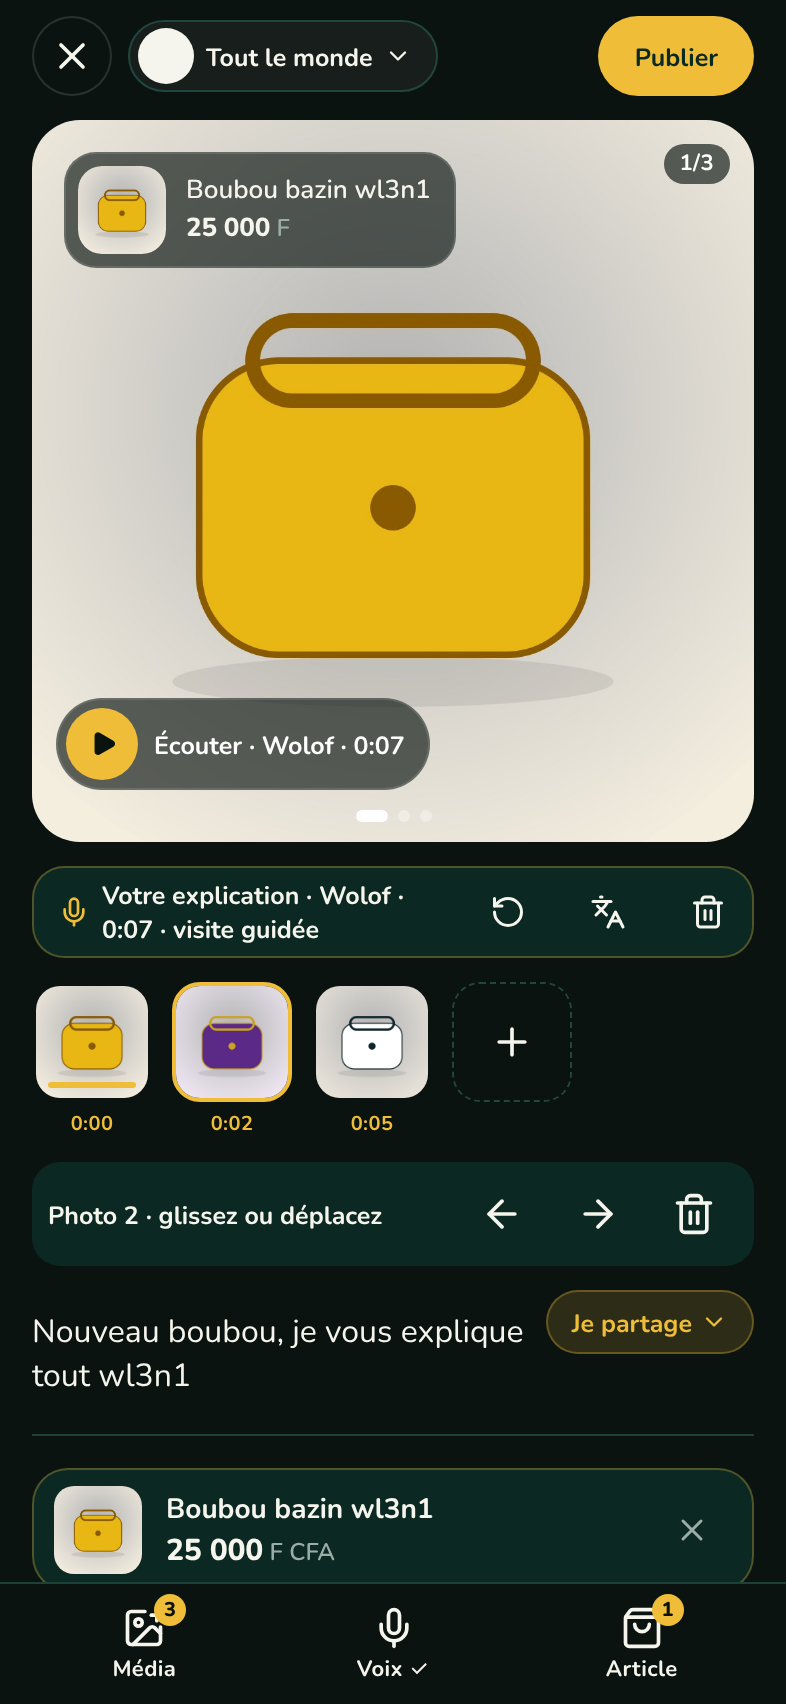 Tout le monde
Publier
Boubou bazin wl3n1
25 000 F
1/3
Écouter · Wolof · 0:07
Votre explication · Wolof ·
0:07 · visite guidée
0:00
0:02
0:05
Photo 2 · glissez ou déplacez
Nouveau boubou, je vous explique
tout wl3n1
Je partage
Boubou bazin wl3n1
25 000 F CFA
3
1
Média
Voix ✓
Article